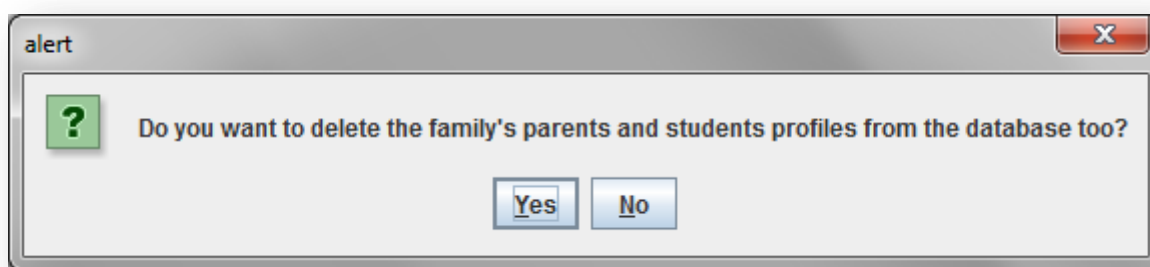 alert
Do you want to delete the family's parents and students profiles from the database too?
Yes No